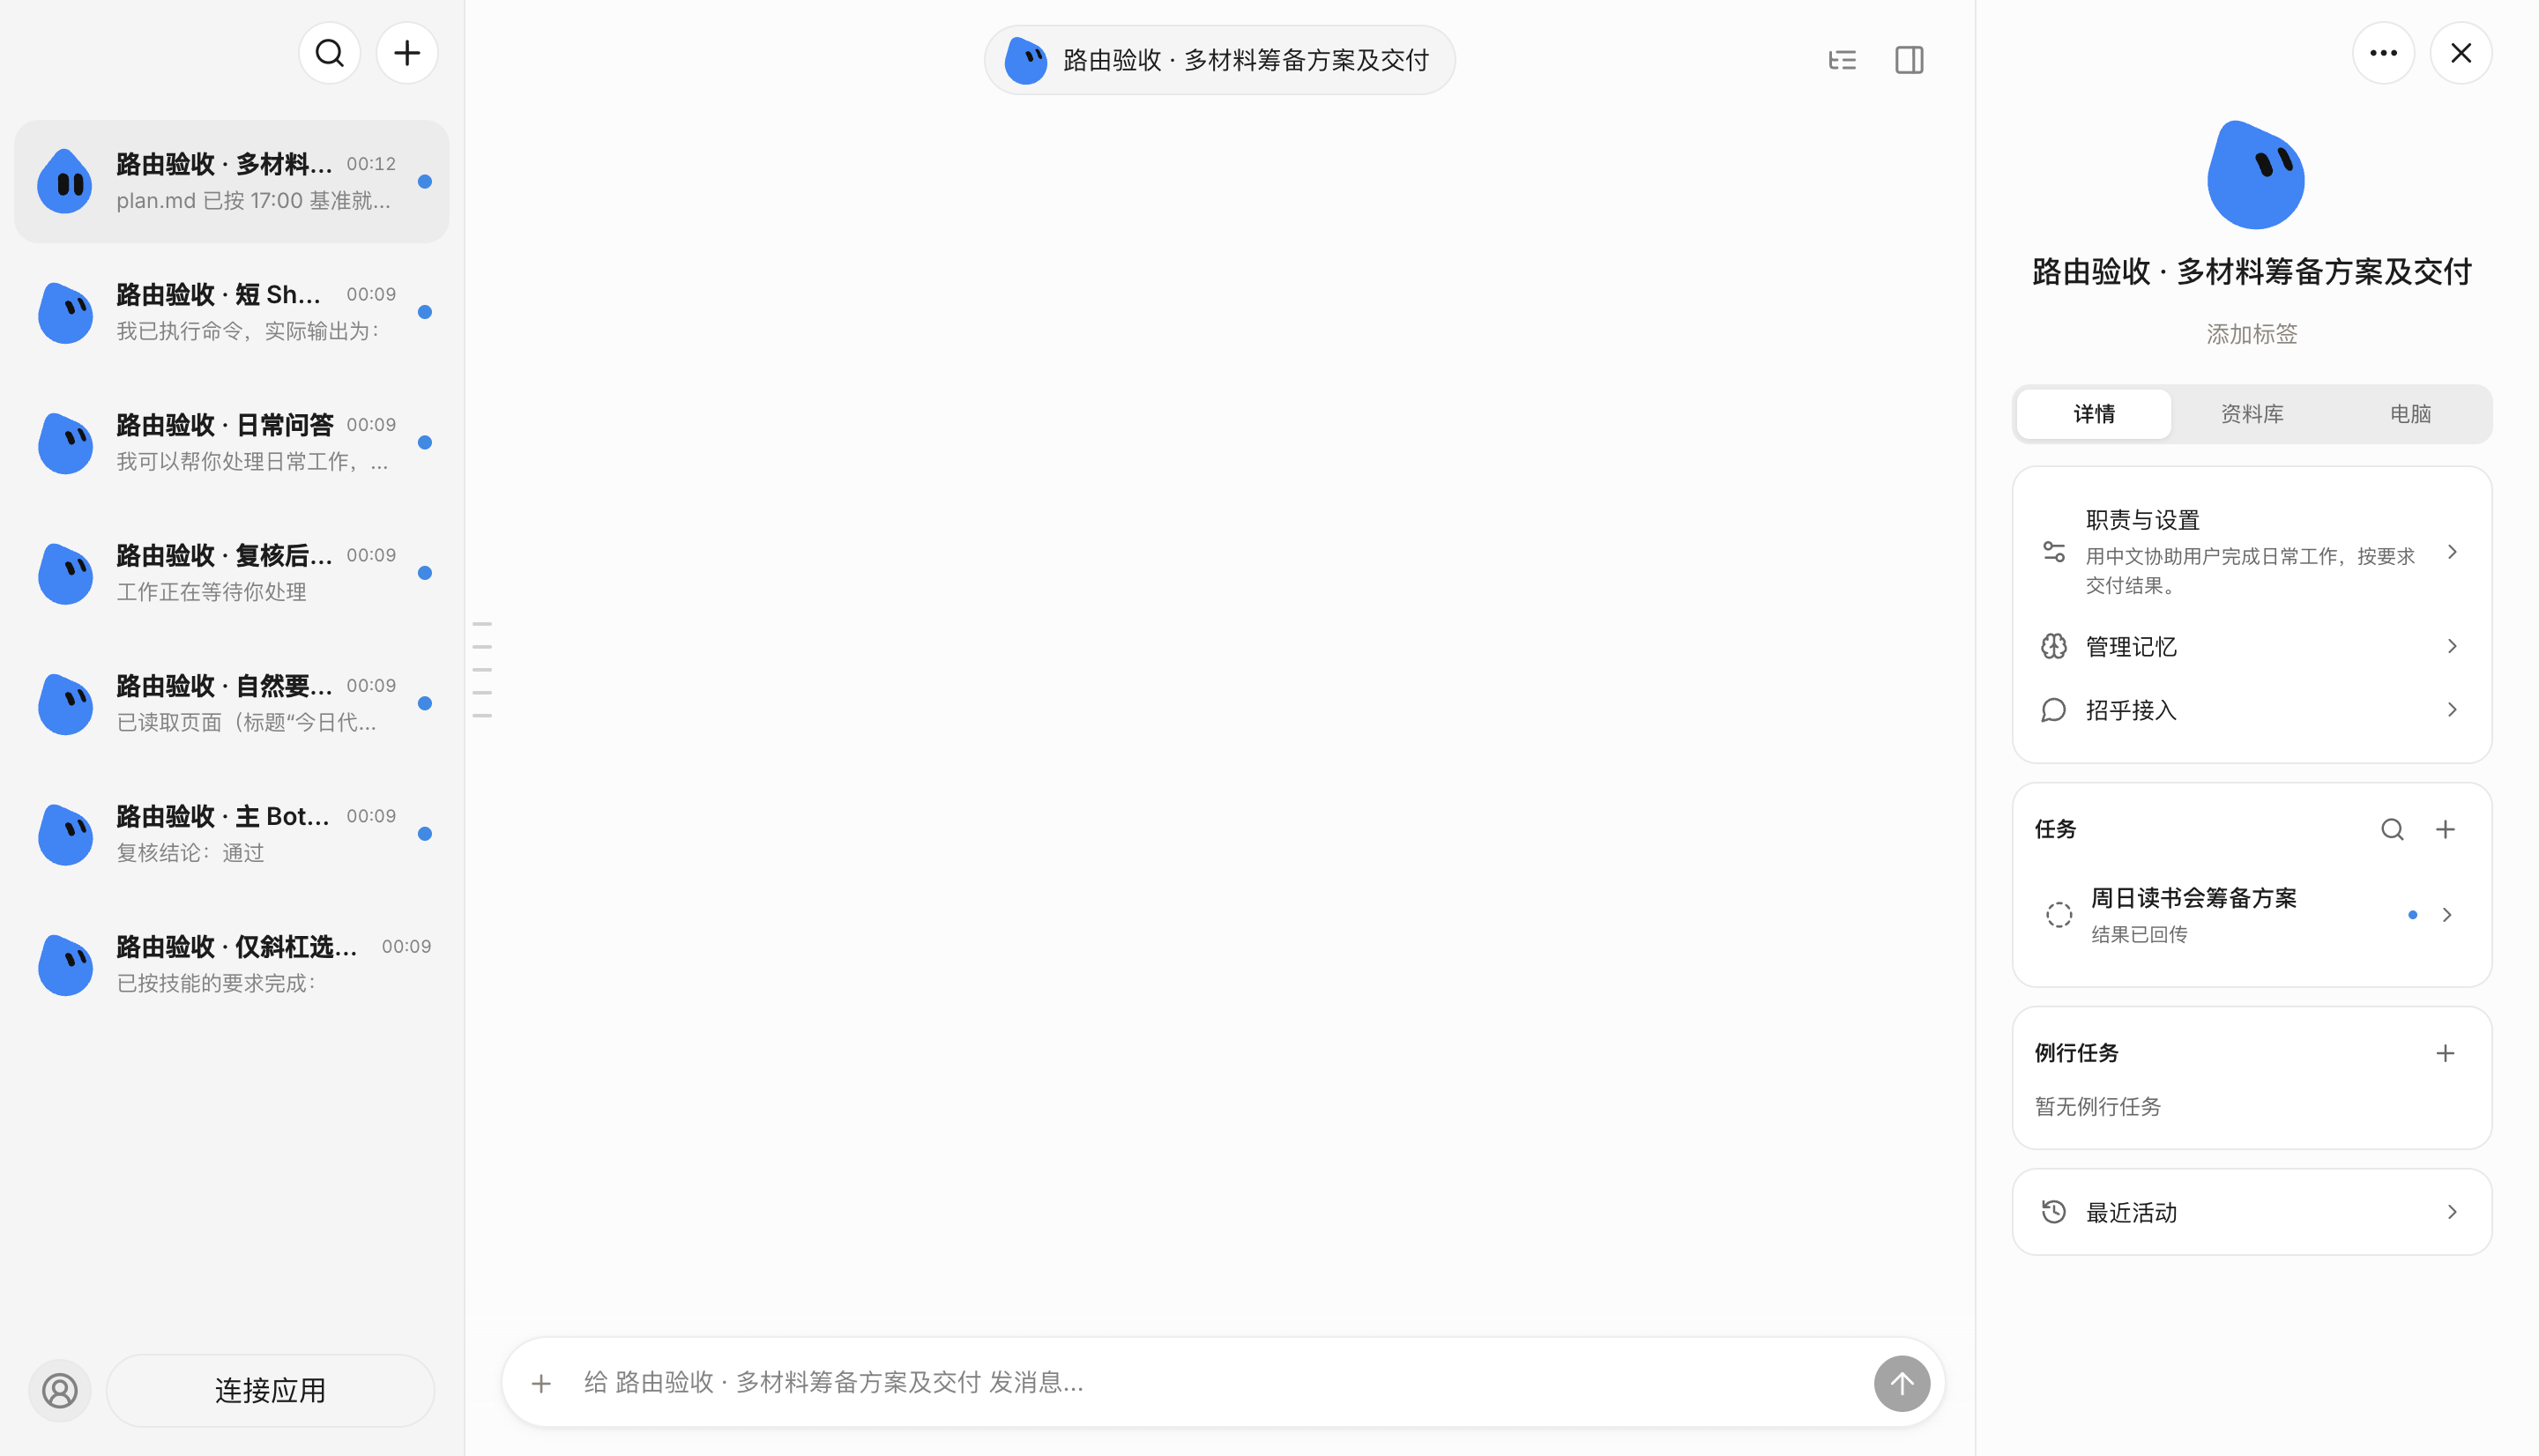 路由验收 · 多材料... 00:12
plan.md 已按 17:00 基准就...
路由验收 · 短 Sh... 00:09
我已执行命令，实际输出为：
路由验收 · 日常问答 00:09
我可以帮你处理日常工作，...
路由验收 · 复核后... 00:09
工作正在等待你处理
路由验收 · 自然要... 00:09
已读取页面（标题“今日代...
路由验收 · 主 Bot... 00:09
复核结论：通过
路由验收 · 仅斜杠选... 00:09
已按技能的要求完成：
连接应用
路由验收 · 多材料筹备方案及交付
给 路由验收 · 多材料筹备方案及交付 发消息...
路由验收 · 多材料筹备方案及交付
添加标签
详情 资料库 电脑
职责与设置
用中文协助用户完成日常工作，按要求
交付结果。
管理记忆
招乎接入
任务
周日读书会筹备方案
结果已回传
例行任务
暂无例行任务
最近活动